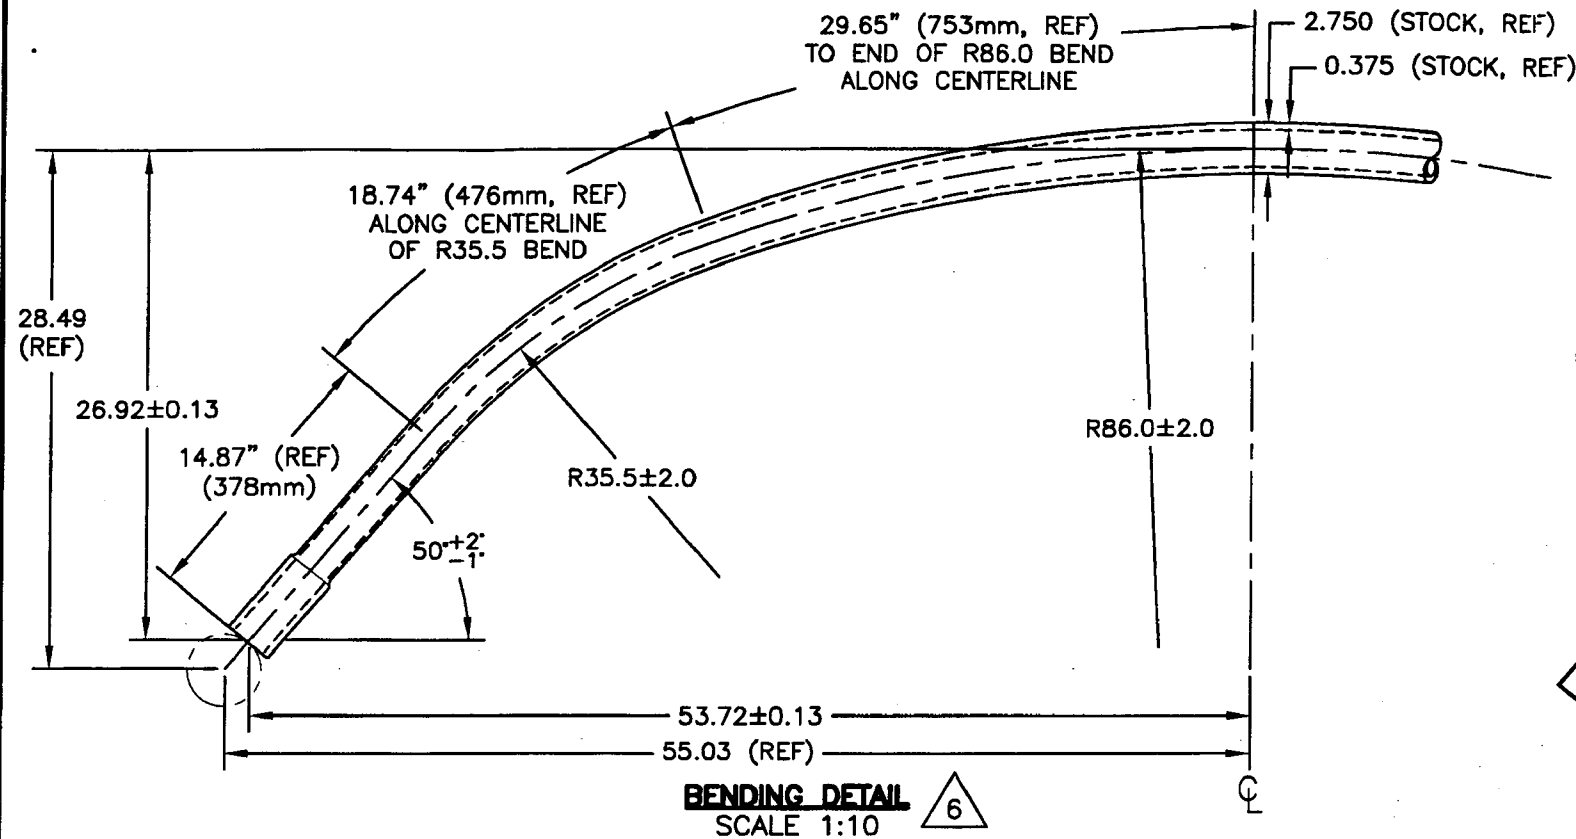 29.65" (753mm, REF)
TO END OF R86.0 BEND
ALONG CENTERLINE
2.750 (STOCK, REF)
0.375 (STOCK, REF)
18.74" (476mm, REF)
ALONG CENTERLINE
OF R35.5 BEND
28.49
(REF)
26.92±0.13
14.87" (REF)
(378mm)
R86.0±2.0
R35.5±2.0
50° +2°
-1°
53.72±0.13
55.03 (REF)
BENDING DETAIL
6
SCALE 1:10
CL